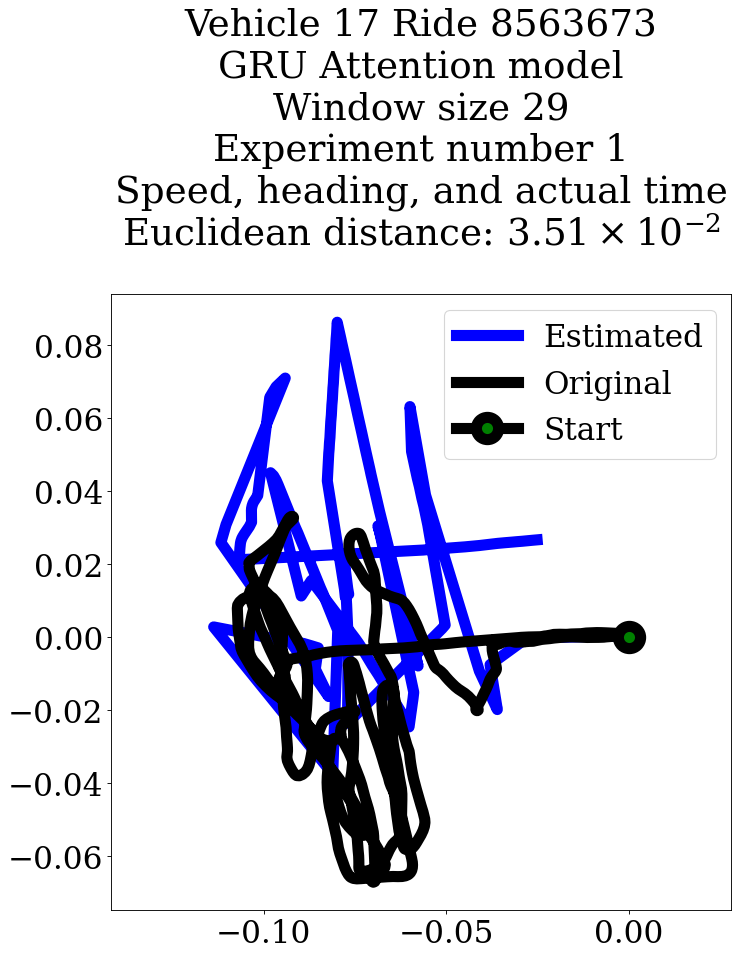 Vehicle 17 Ride 8563673
GRU Attention model
Window size 29
Experiment number 1
Speed, heading, and actual time
Euclidean distance: 3.51 × 10⁻²
Estimated
Original
Start
0.08
0.06
0.04
0.02
0.00
−0.02
−0.04
−0.06
−0.10 −0.05 0.00